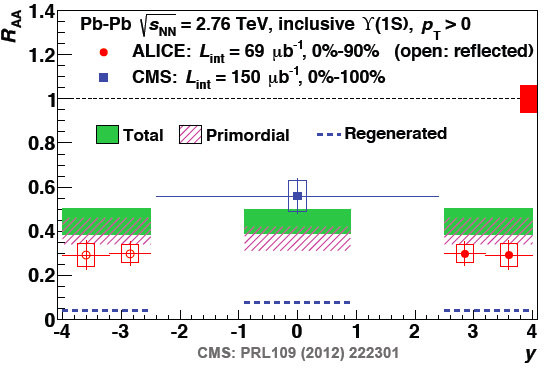 Pb-Pb √sNN = 2.76 TeV, inclusive ϒ(1S), pT > 0
ALICE: Lint = 69 μb-1, 0%-90% (open: reflected)
CMS: Lint = 150 μb-1, 0%-100%
Total Primordial Regenerated
RAA
1.4
1.2
1
0.8
0.6
0.4
0.2
0
-4 -3 -2 -1 0 1 2 3 4
y
CMS: PRL109 (2012) 222301